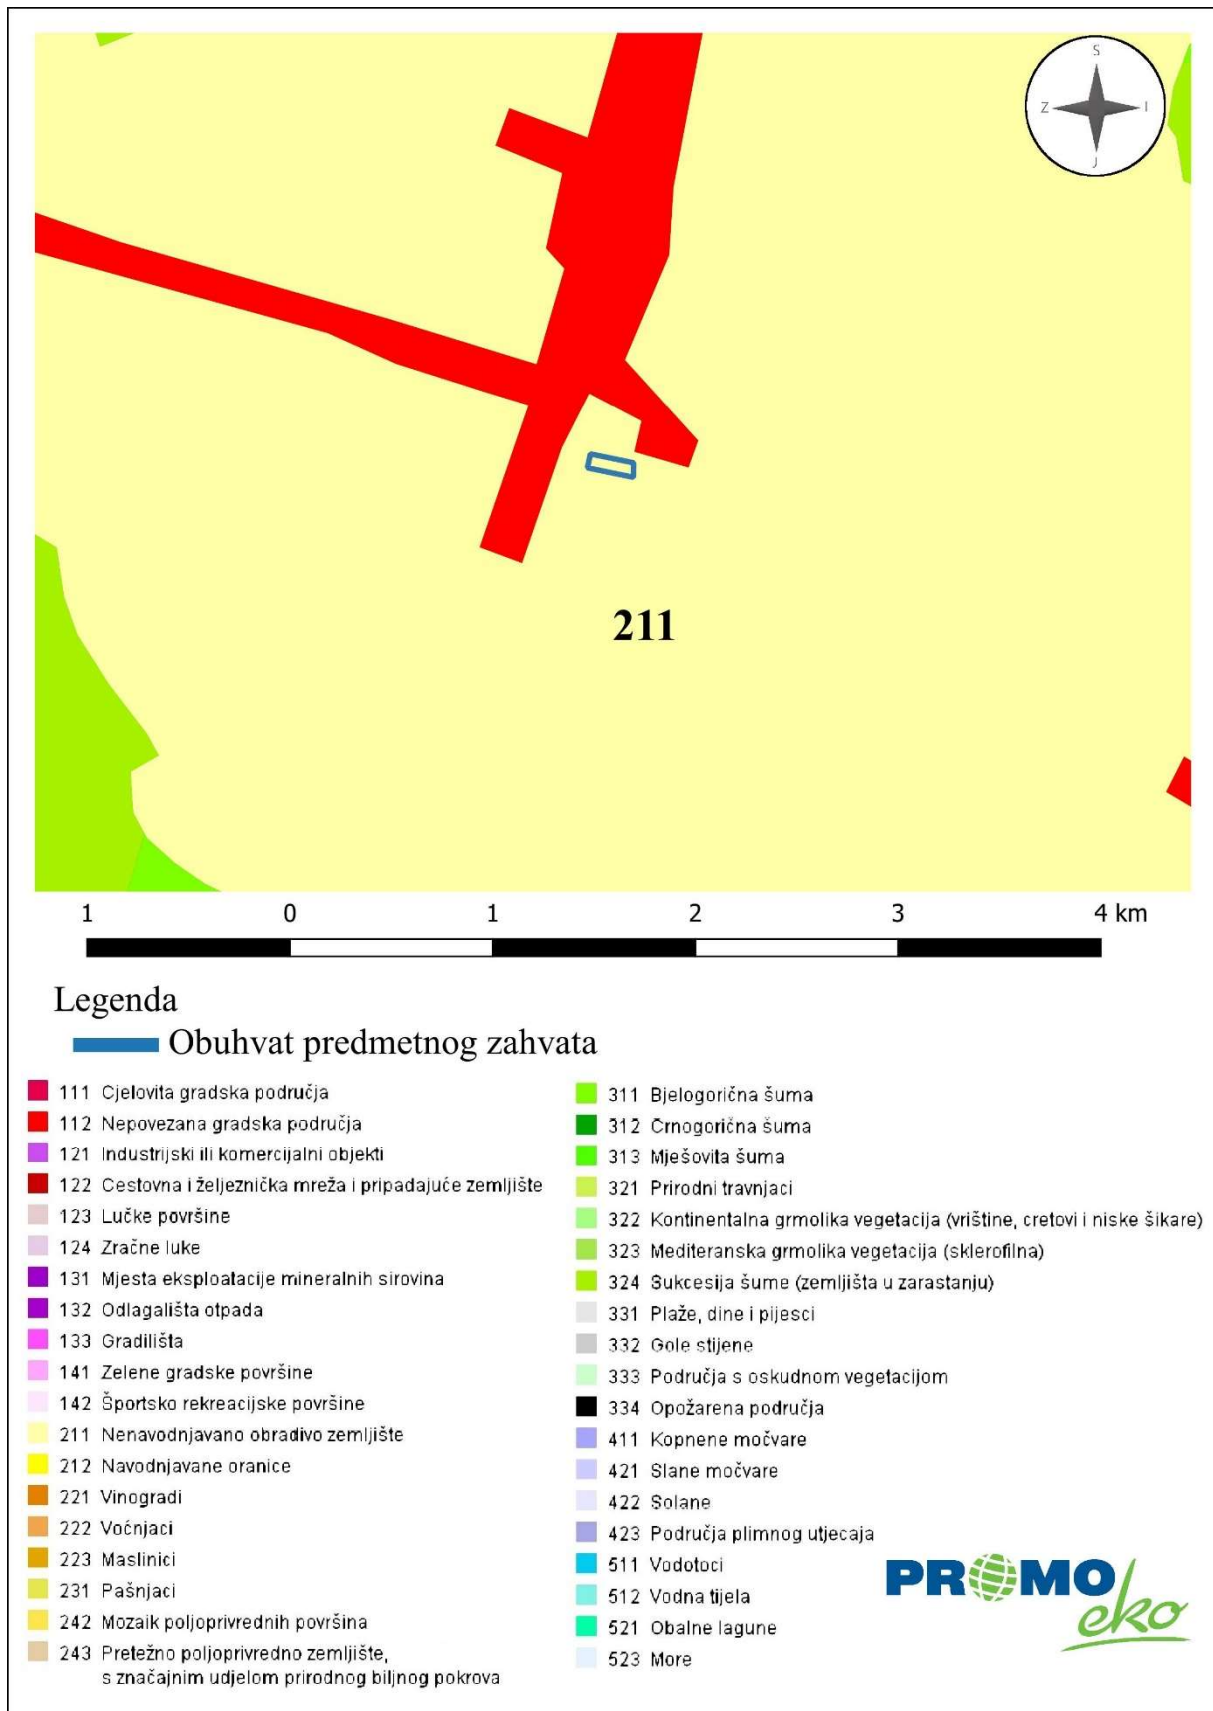 S
Z I
J
211
1 0 1 2 3 4 km
Legenda
Obuhvat predmetnog zahvata
111 Cjelovita gradska područja
112 Nepovezana gradska područja
121 Industrijski ili komercijalni objekti
122 Cestovna i željeznička mreža i pripadajuće zemljište
123 Lučke površine
124 Zračne luke
131 Mjesta eksploatacije mineralnih sirovina
132 Odlagališta otpada
133 Gradilišta
141 Zelene gradske površine
142 Športsko rekreacijske površine
211 Nenavodnjavano obradivo zemljište
212 Navodnjavane oranice
221 Vinogradi
222 Voćnjaci
223 Maslinici
231 Pašnjaci
242 Mozaik poljoprivrednih površina
243 Pretežno poljoprivredno zemljište,
s značajnim udjelom prirodnog biljnog pokrova
311 Bjelogorična šuma
312 Crnogorična šuma
313 Mješovita šuma
321 Prirodni travnjaci
322 Kontinentalna grmolika vegetacija (vrištine, cretovi i niske šikare)
323 Mediteranska grmolika vegetacija (sklerofilna)
324 Sukcesija šume (zemljišta u zarastanju)
331 Plaže, dine i pijesci
332 Gole stijene
333 Područja s oskudnom vegetacijom
334 Opožarena područja
411 Kopnene močvare
421 Slane močvare
422 Solane
423 Područja plimnog utjecaja
511 Vodotoci
512 Vodna tijela
521 Obalne lagune
523 More
PROMO
eko